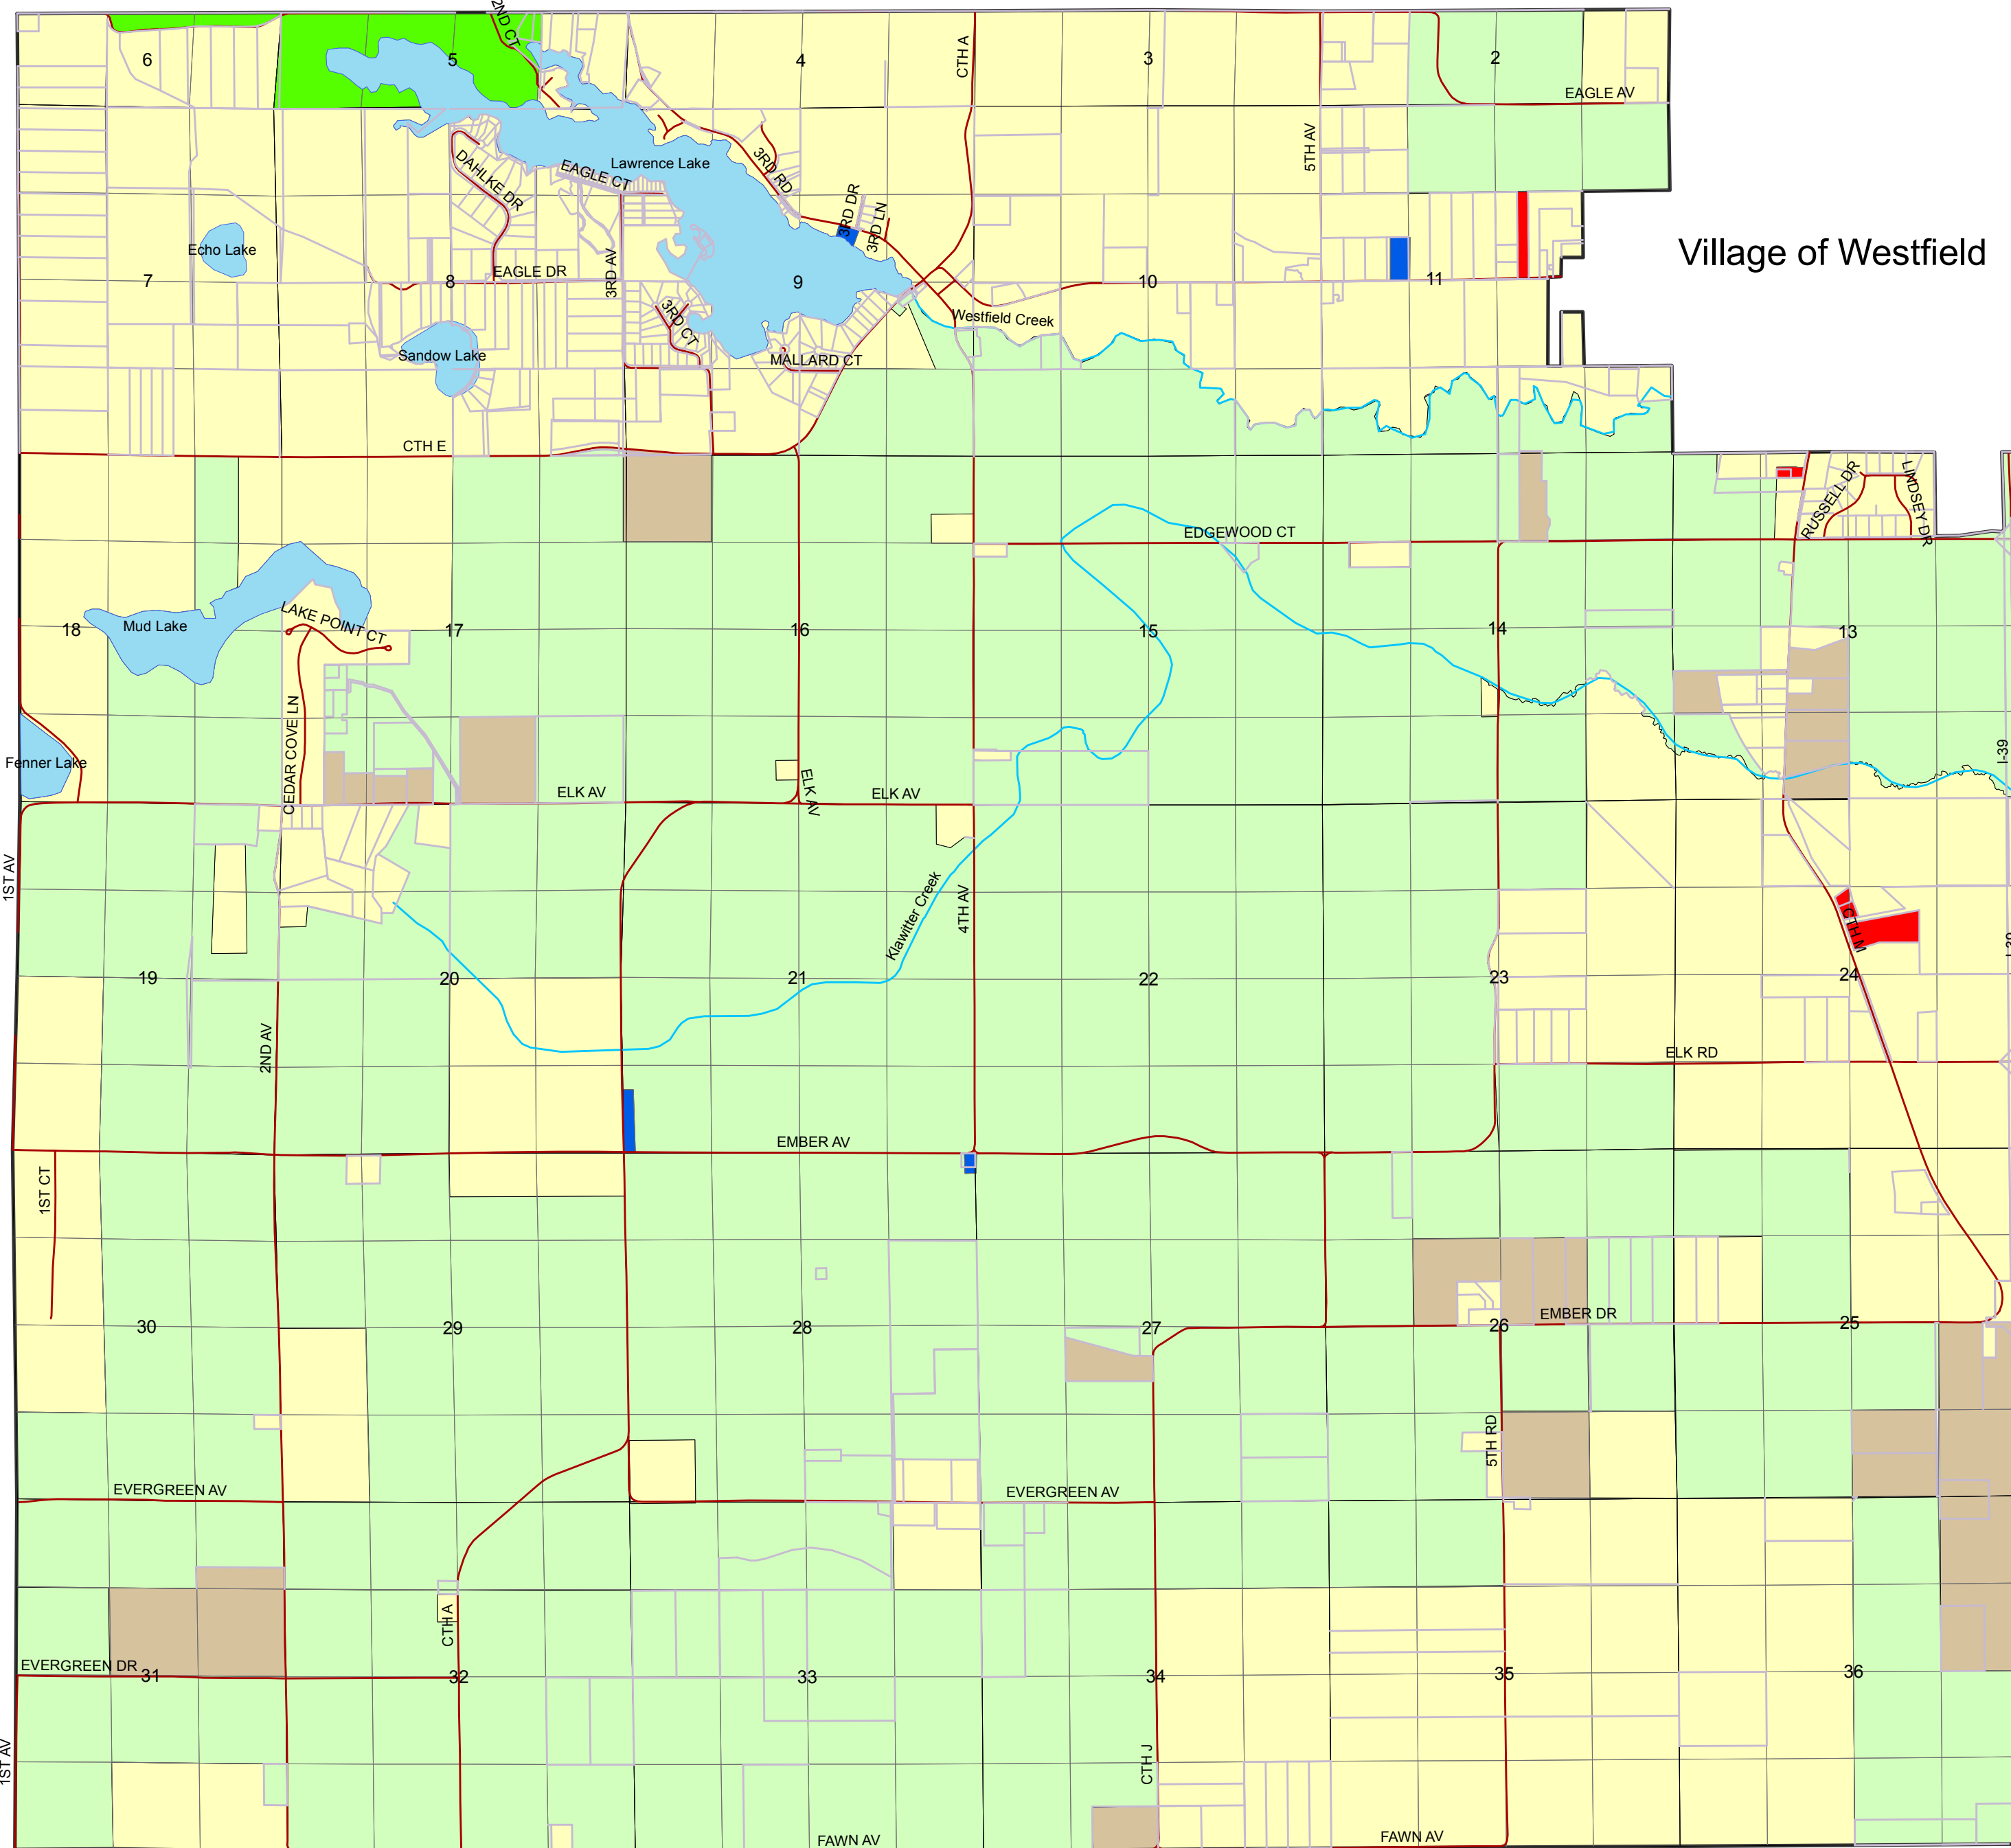 2ND CT
6
5
4
CTH A
3
2
EAGLE AV
5TH AV
DAHLKE DR
EAGLE CT
Lawrence Lake
3RD RD
3RD DR
3RD LN
Echo Lake
Village of Westfield
7
8
EAGLE DR
3RD AV
9
10
11
3RD CT
Westfield Creek
Sandow Lake
MALLARD CT
CTH E
RUSSELL DR
LINDSEY DR
EDGEWOOD CT
LAKE POINT CT
Mud Lake
18
17
16
15
14
13
CEDAR COVE LN
Fenner Lake
I-39
ELK AV
ELK AV
ELK AV
1ST AV
Klawitter Creek
4TH AV
CTH M
I-39
19
20
21
22
23
24
2ND AV
ELK RD
EMBER AV
1ST CT
30
29
28
27
26
EMBER DR
25
5TH RD
EVERGREEN AV
EVERGREEN AV
CTH A
EVERGREEN DR
31
32
33
34
35
36
1ST AV
CTH J
FAWN AV
FAWN AV